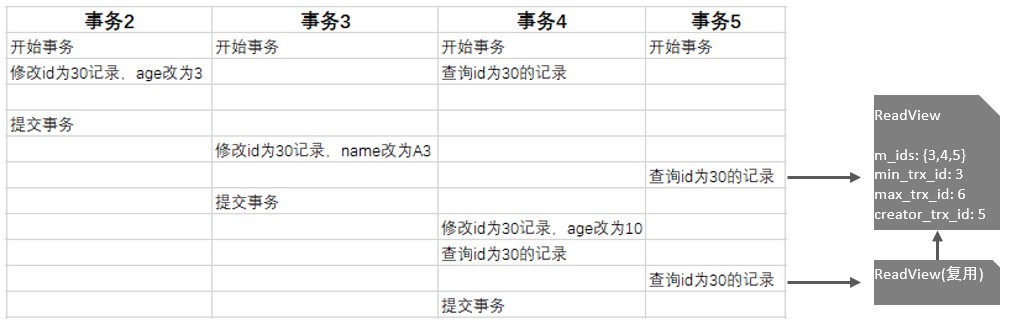 事务2 事务3 事务4 事务5
开始事务 开始事务 开始事务 开始事务
修改id为30记录，age改为3 查询id为30的记录
提交事务
修改id为30记录，name改为A3
查询id为30的记录
提交事务
修改id为30记录，age改为10
查询id为30的记录
查询id为30的记录
提交事务
ReadView
m_ids: {3,4,5}
min_trx_id: 3
max_trx_id: 6
creator_trx_id: 5
ReadView(复用)